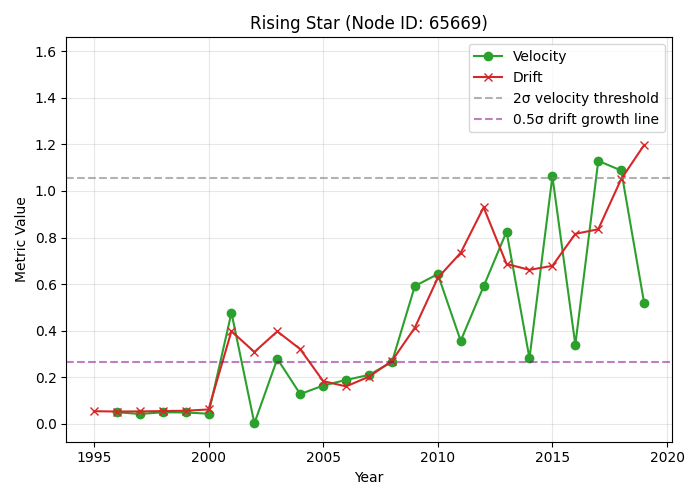 Rising Star (Node ID: 65669)
Metric Value
1.6
1.4
1.2
1.0
0.8
0.6
0.4
0.2
0.0
Velocity
Drift
2σ velocity threshold
0.5σ drift growth line
1995
2000
2005
2010
2015
2020
Year